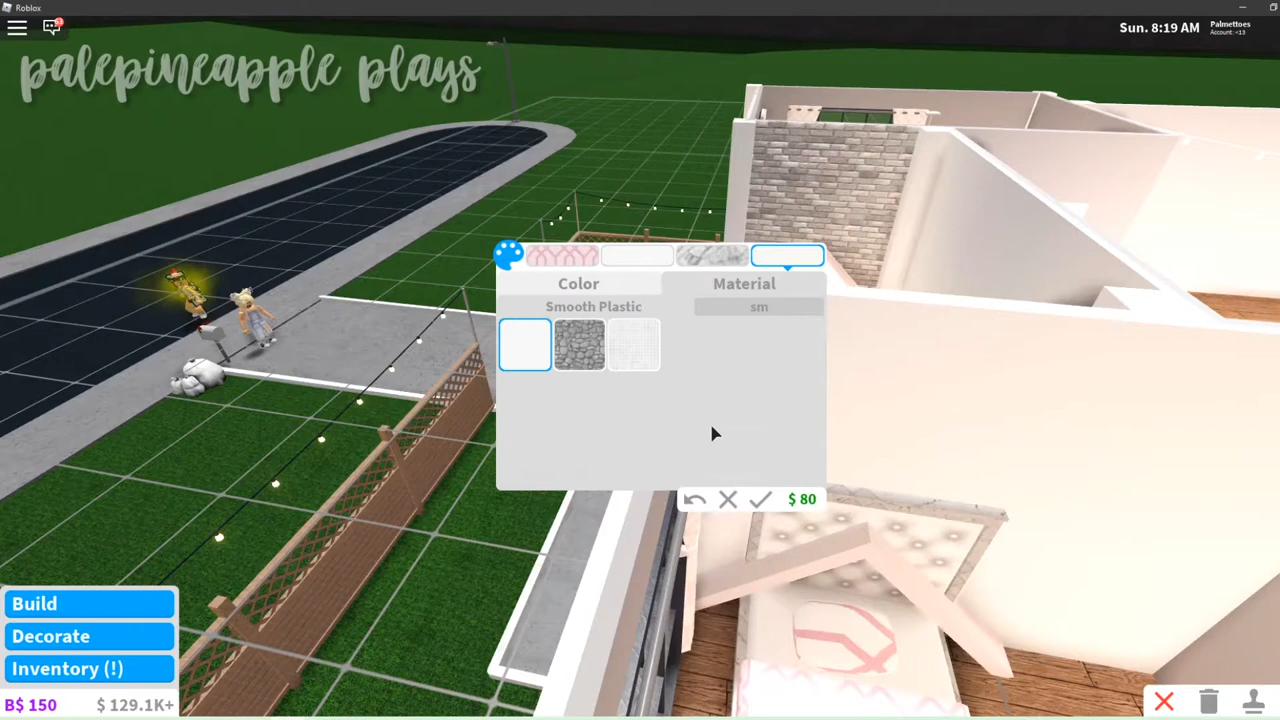 Roblox
53
Sun. 8:19 AM
Palmettoes
Account: <13
palepineapple plays
Color
Material
Smooth Plastic
sm
$ 80
Build
Decorate
Inventory (!)
B$ 150
$ 129.1K+